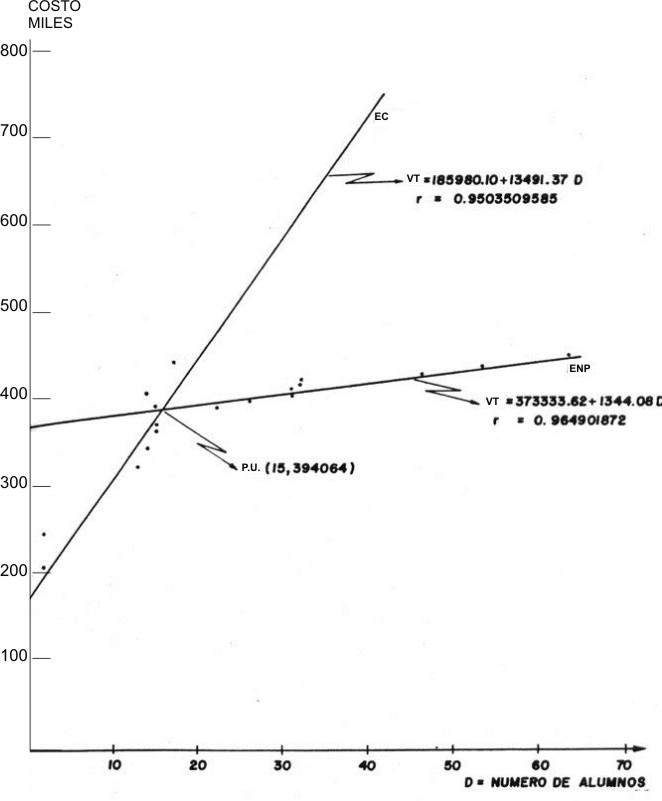 COSTO
MILES
800
700
EC
VT = 185980.10+13491.37 D
r = 0.9503509585
600
500
400
ENP
VT = 373333.62+1344.08 D
r = 0.964901872
P.U. (15,394064)
300
200
100
10 20 30 40 50 60 70
D = NUMERO DE ALUMNOS